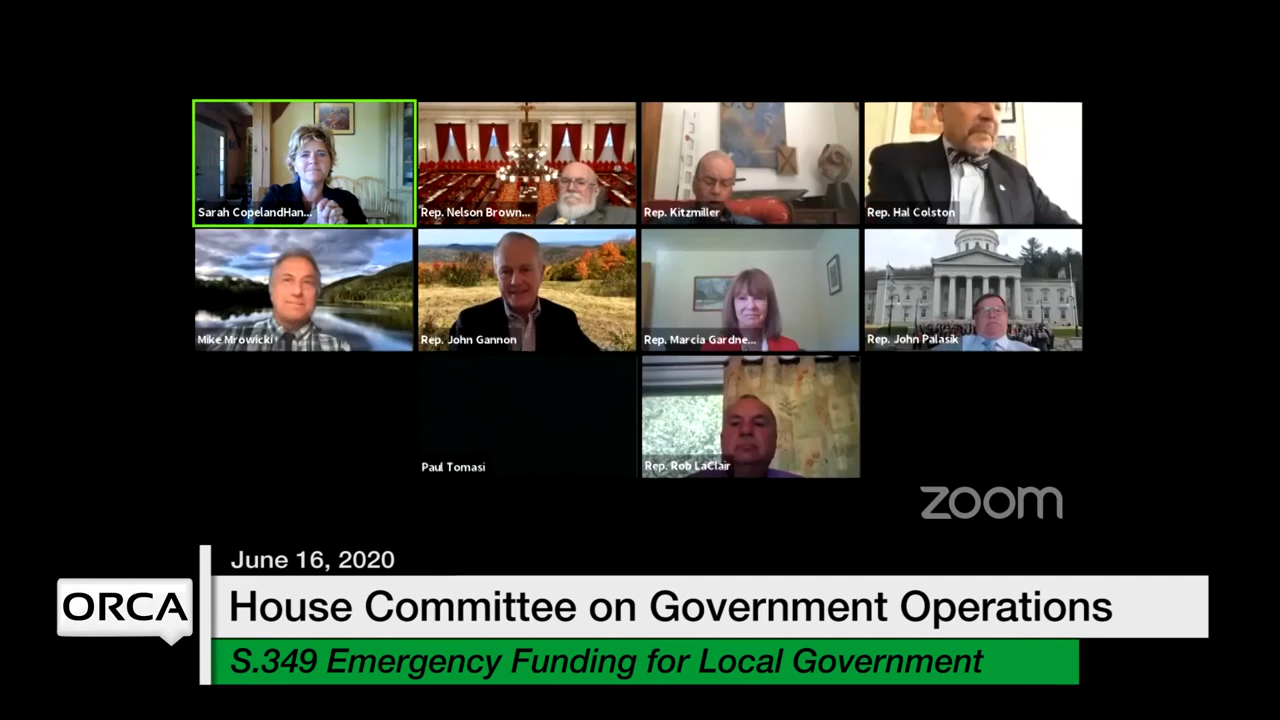 Sarah CopelandHan...
Rep. Nelson Brown...
Rep. Kitzmiller
Rep. Hal Colston
Mike Mrowicki
Rep. John Gannon
Rep. Marcia Gardne...
Rep. John Palasik
Paul Tomasi
Rep. Rob LaClair
zoom
June 16, 2020
ORCA
House Committee on Government Operations
S.349 Emergency Funding for Local Government